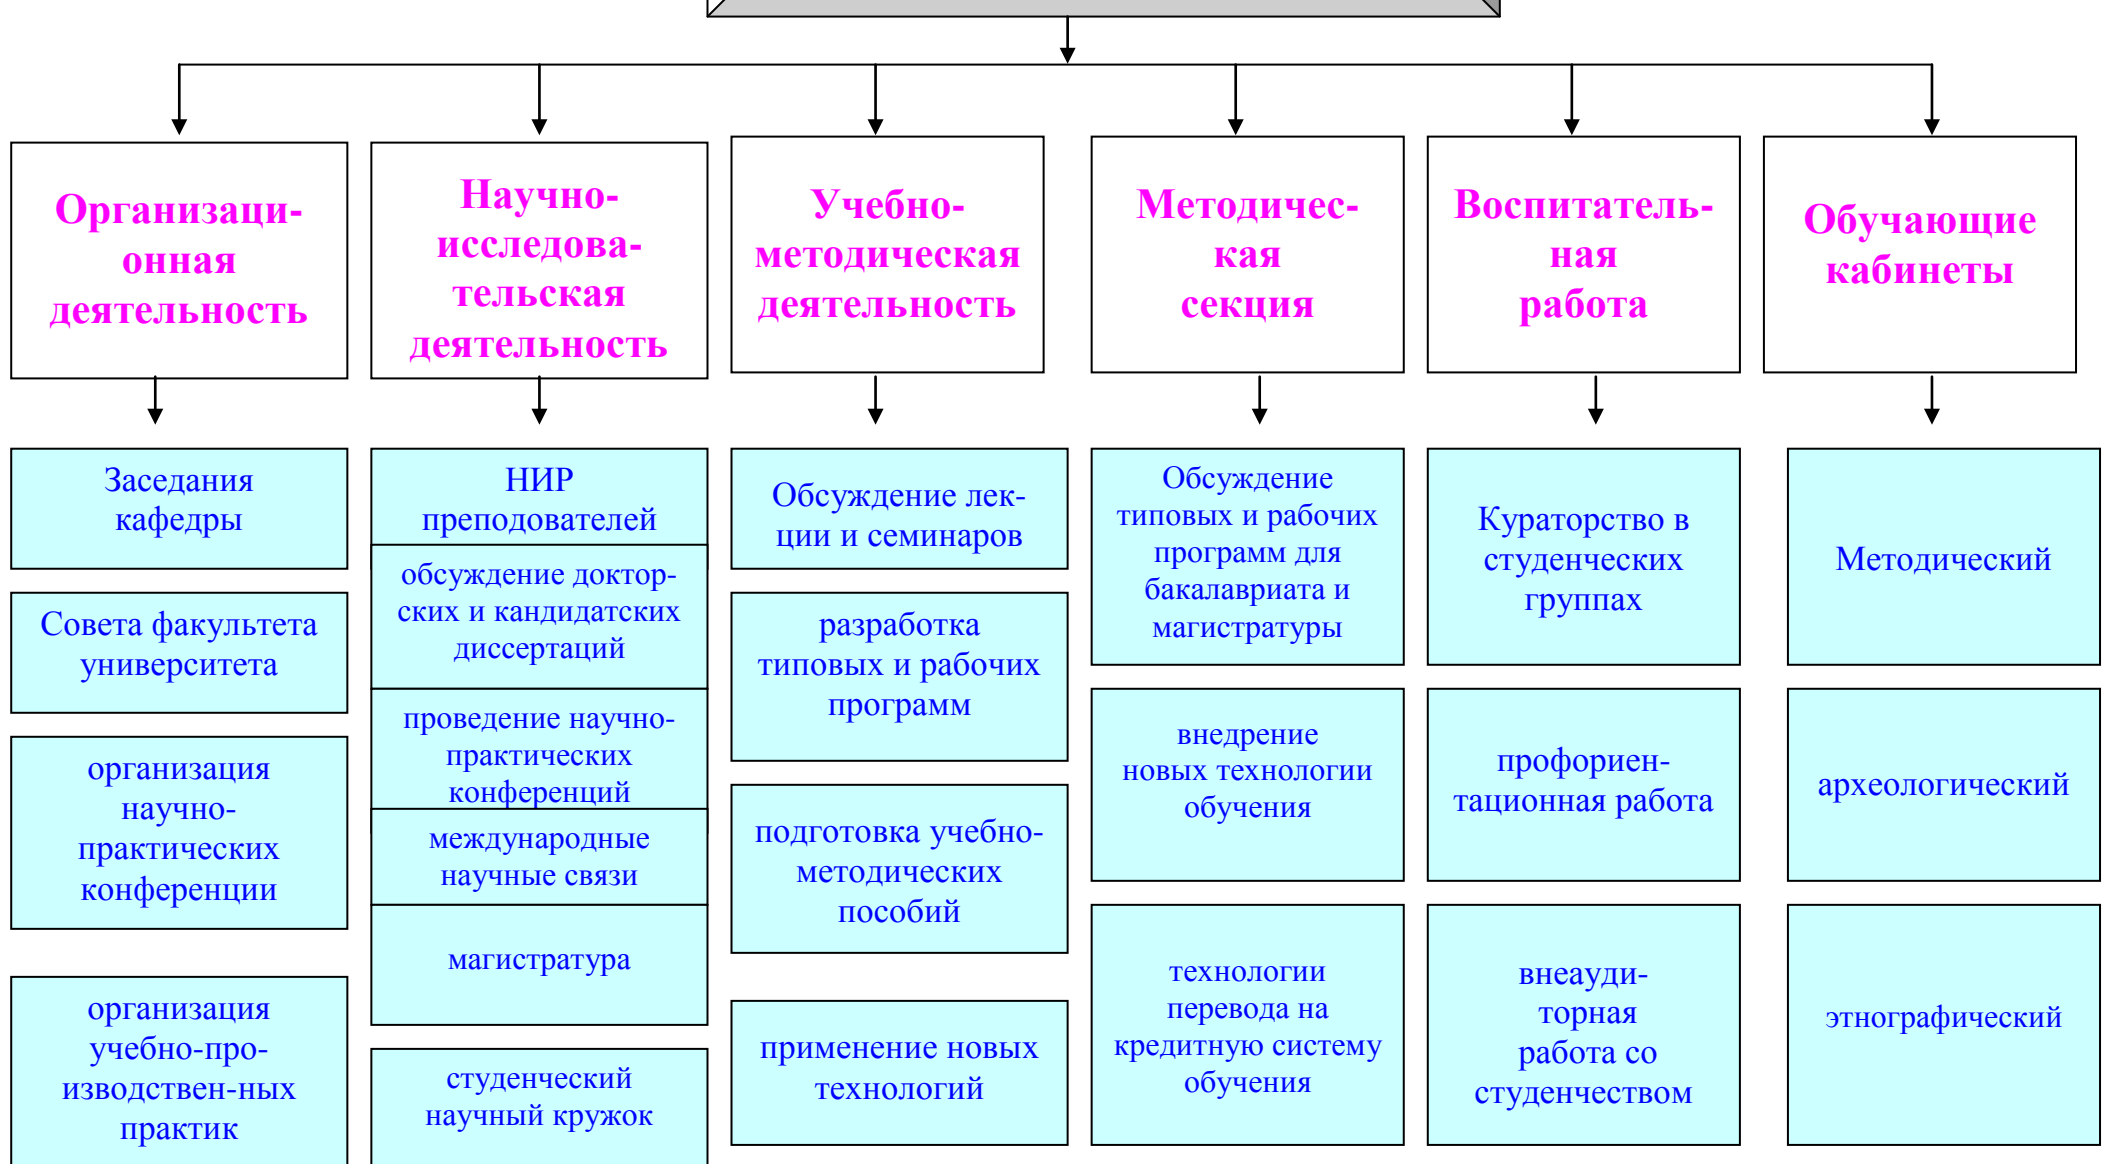 Организаци-
онная
деятельность
Научно-
исследова-
тельская
деятельность
Учебно-
методическая
деятельность
Методичес-
кая
секция
Воспитатель-
ная
работа
Обучающие
кабинеты
Заседания
кафедры
Совета факультета
университета
организация
научно-
практических
конференции
организация
учебно-про-
изводствен-ных
практик
НИР
преподователей
обсуждение доктор-
ских и кандидатских
диссертаций
проведение научно-
практических
конференций
международные
научные связи
магистратура
студенческий
научный кружок
Обсуждение лек-
ции и семинаров
разработка
типовых и рабочих
программ
подготовка учебно-
методических
пособий
применение новых
технологий
Обсуждение
типовых и рабочих
программ для
бакалавриата и
магистратуры
внедрение
новых технологии
обучения
технологии
перевода на
кредитную систему
обучения
Кураторство в
студенческих
группах
профориен-
тационная работа
внеауди-
торная
работа со
студенчеством
Методический
археологический
этнографический